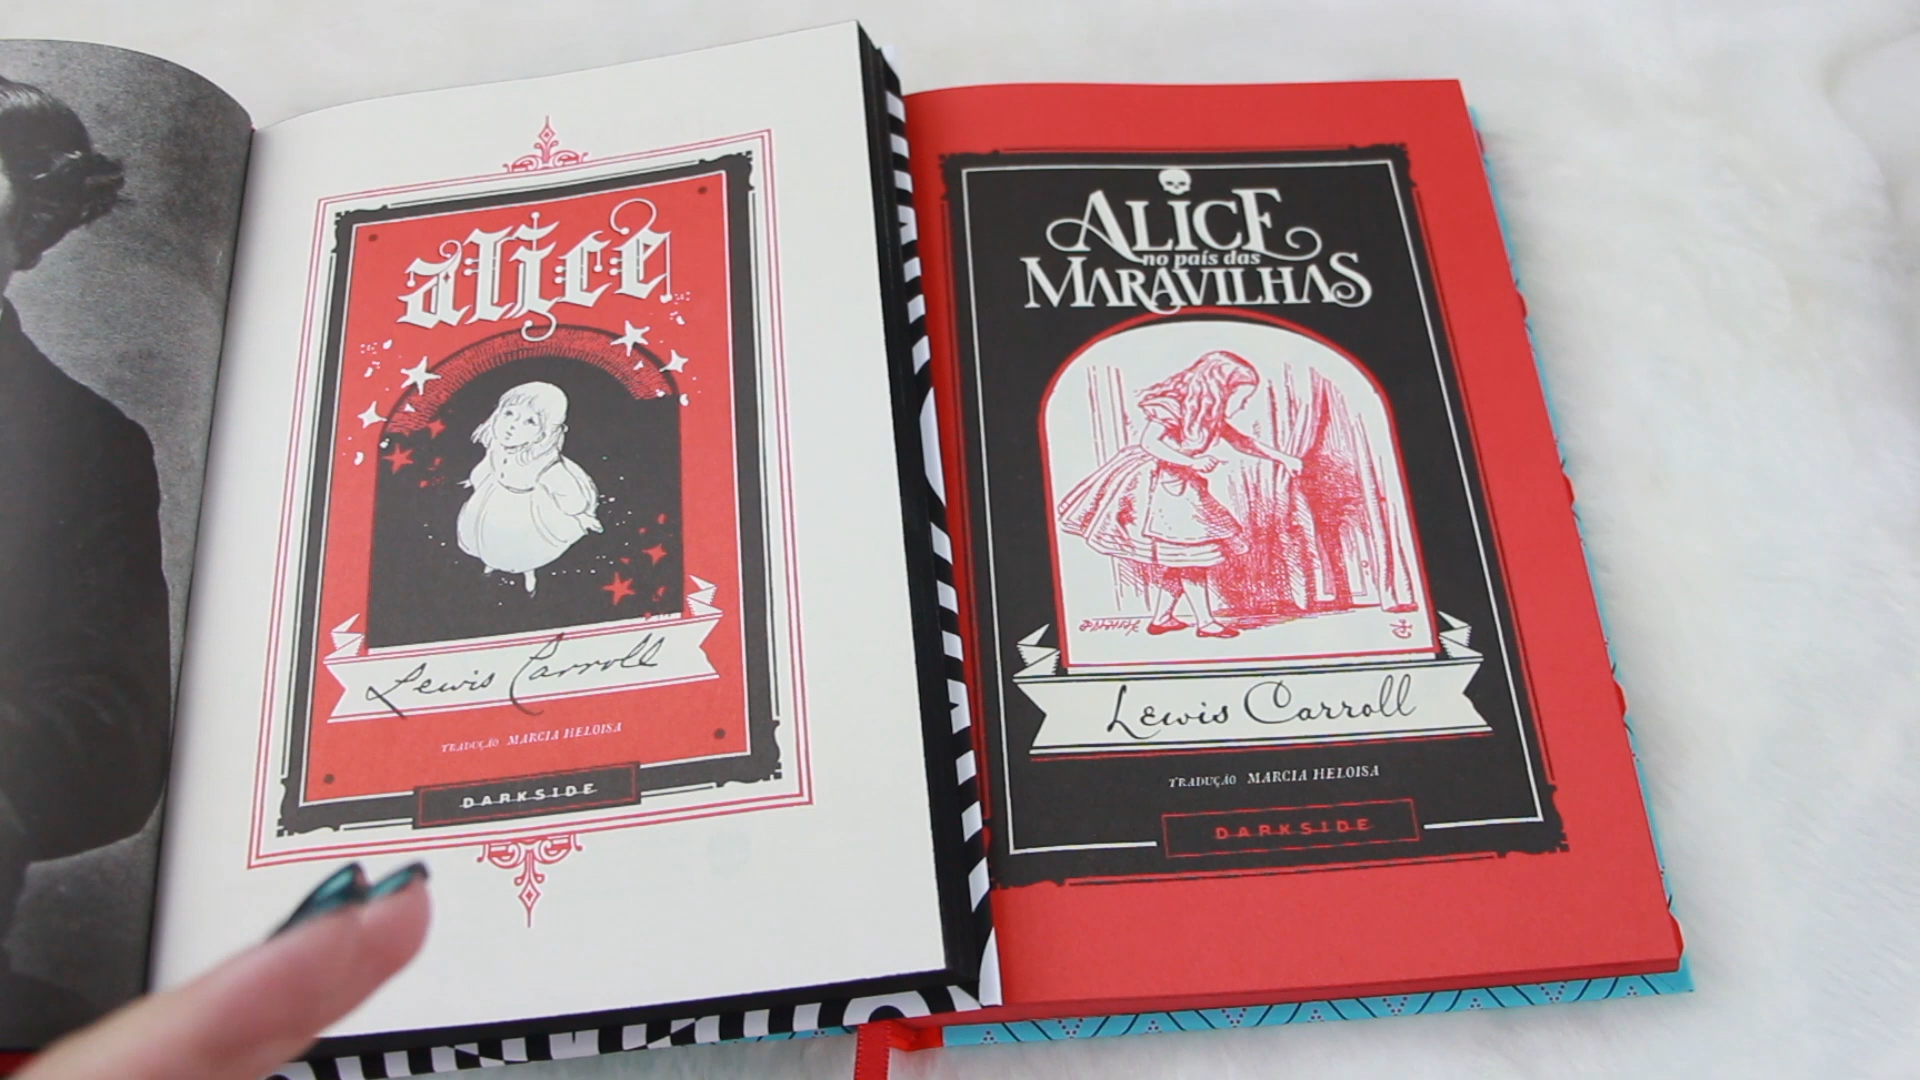 alice
Lewis Carroll
TRADUÇÃO MARCIA HELOISA
DARKSIDE
ALICE
no país das
MARAVILHAS
Lewis Carroll
TRADUÇÃO MARCIA HELOISA
DARKSIDE